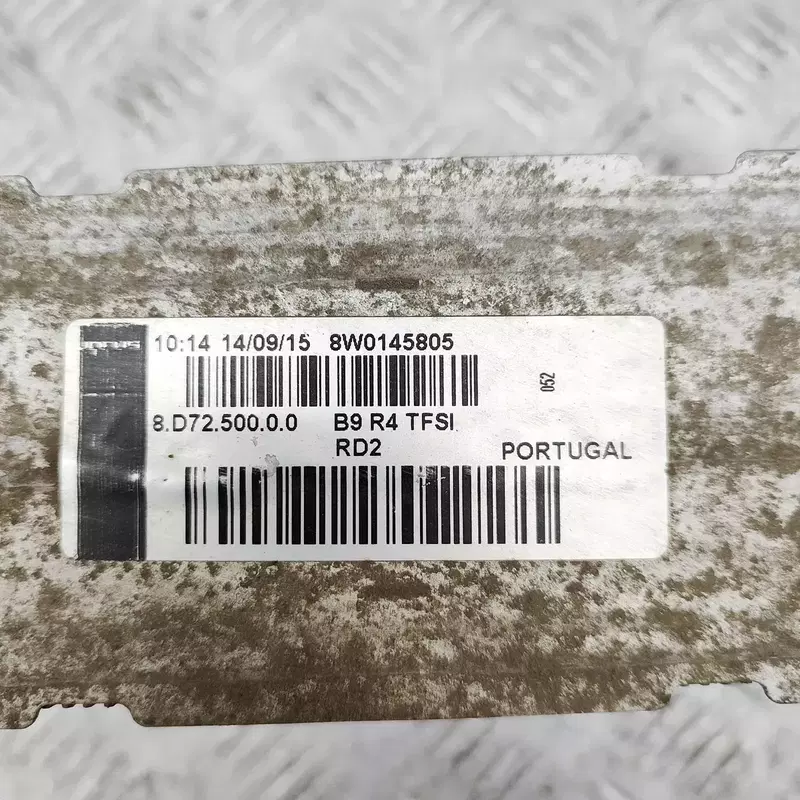 10:14 14/09/15 8W0145805
052
8.D72.500.0.0 B9 R4 TFSI
RD2
PORTUGAL